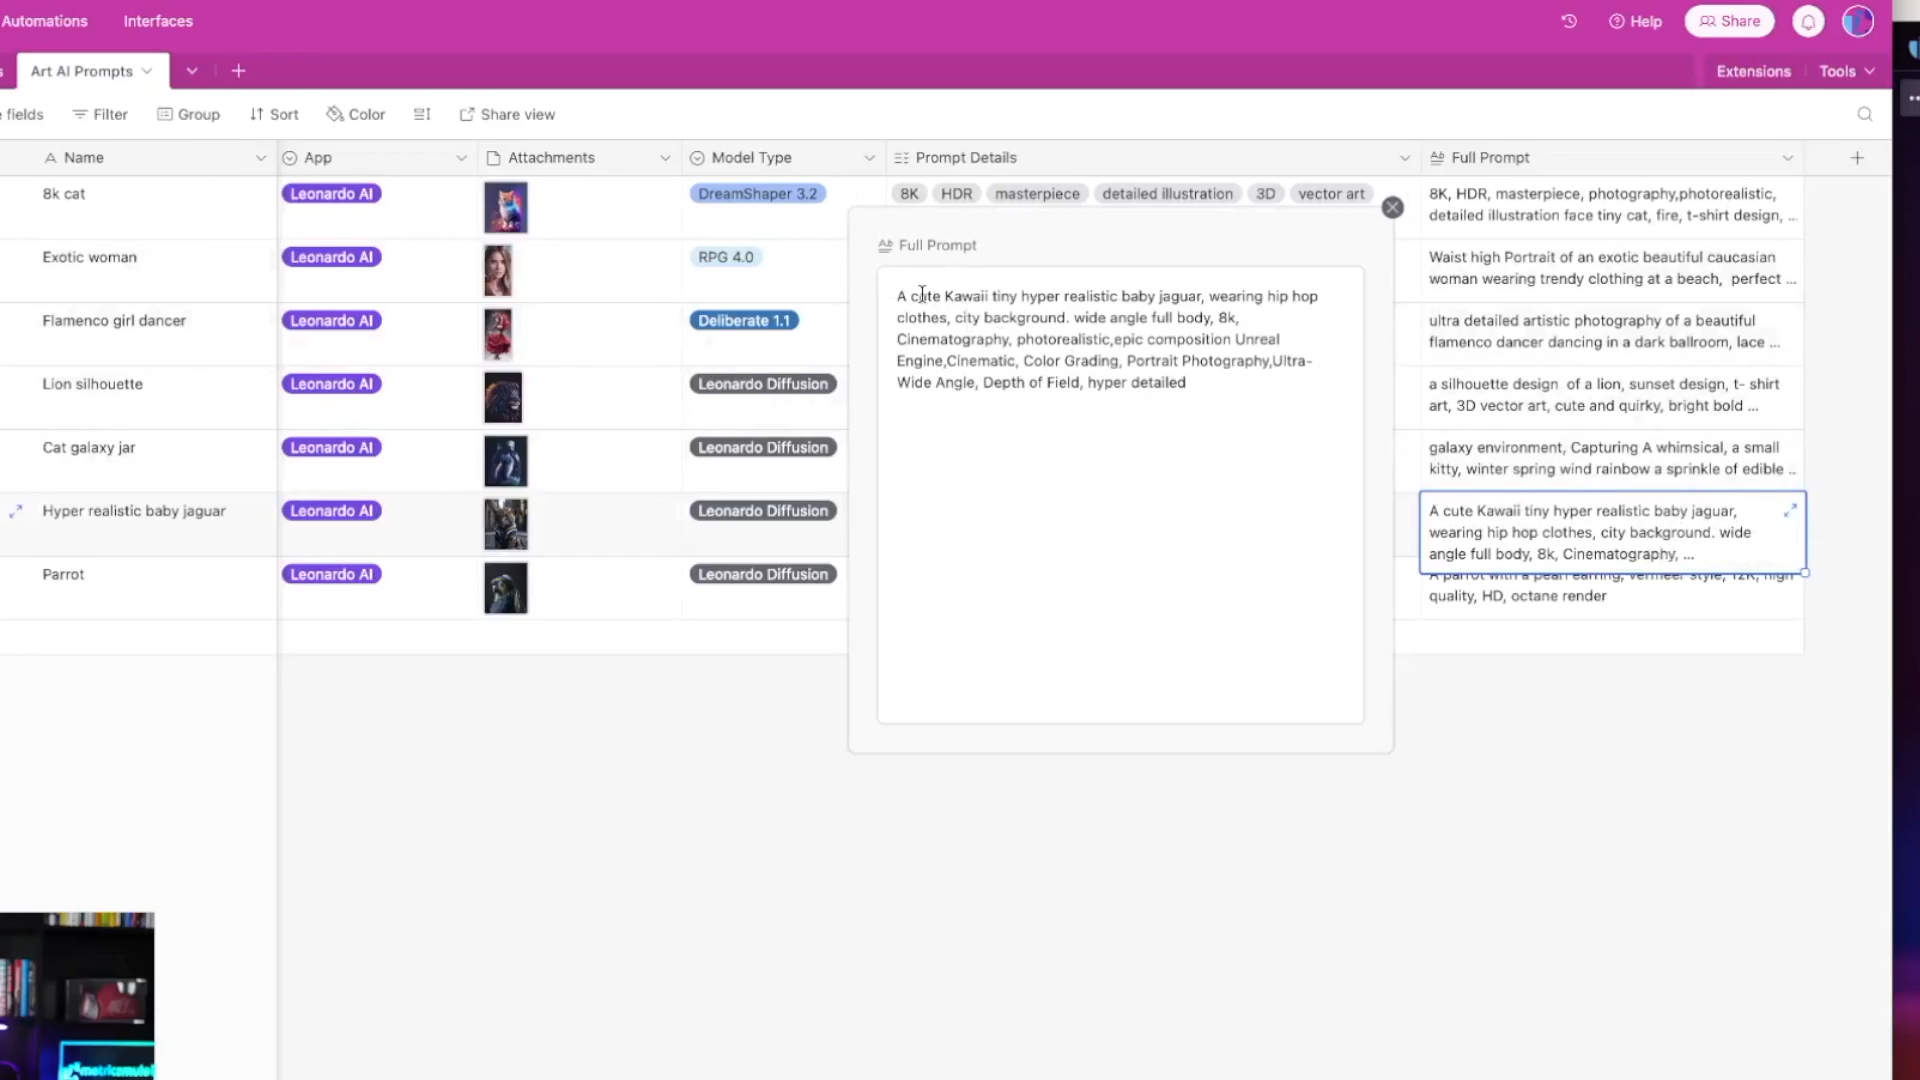 Automations
Interfaces
Help
Share
Art AI Prompts
Extensions
Tools
fields
Filter
Group
Sort
Color
Share view
Name
App
Attachments
Model Type
Prompt Details
Full Prompt
8k cat
Leonardo AI
DreamShaper 3.2
8K HDR masterpiece detailed illustration 3D vector art
8K, HDR, masterpiece, photography,photorealistic,
detailed illustration face tiny cat, fire, t-shirt design, ...
Exotic woman
Leonardo AI
RPG 4.0
Waist high Portrait of an exotic beautiful caucasian
woman wearing trendy clothing at a beach,  perfect ...
Flamenco girl dancer
Leonardo AI
Deliberate 1.1
ultra detailed artistic photography of a beautiful
flamenco dancer dancing in a dark ballroom, lace ...
Lion silhouette
Leonardo AI
Leonardo Diffusion
a silhouette design  of a lion, sunset design, t- shirt
art, 3D vector art, cute and quirky, bright bold ...
Cat galaxy jar
Leonardo AI
Leonardo Diffusion
galaxy environment, Capturing A whimsical, a small
kitty, winter spring wind rainbow a sprinkle of edible ..
Hyper realistic baby jaguar
Leonardo AI
Leonardo Diffusion
A cute Kawaii tiny hyper realistic baby jaguar,
wearing hip hop clothes, city background. wide
angle full body, 8k, Cinematography, ...
Parrot
Leonardo AI
Leonardo Diffusion
A parrot with a pearl earring, vermeer style, 12K, high
quality, HD, octane render
Full Prompt
A cute Kawaii tiny hyper realistic baby jaguar, wearing hip hop
clothes, city background. wide angle full body, 8k,
Cinematography, photorealistic,epic composition Unreal
Engine,Cinematic, Color Grading, Portrait Photography,Ultra-
Wide Angle, Depth of Field, hyper detailed